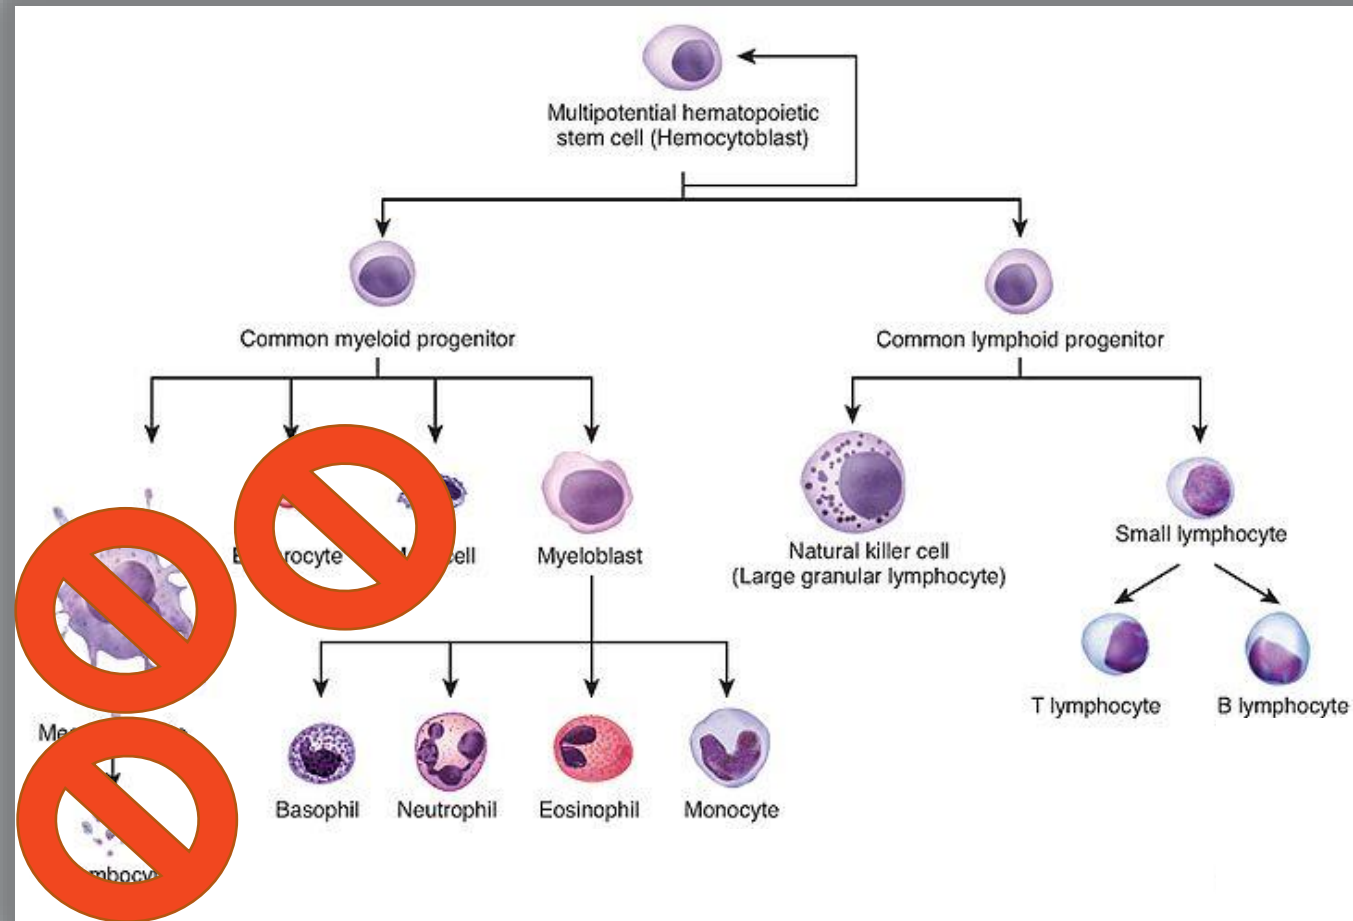 Multipotential hematopoietic
stem cell (Hemocytoblast)
Common myeloid progenitor
Common lymphoid progenitor
Myeloblast
Natural killer cell
(Large granular lymphocyte)
Small lymphocyte
T lymphocyte
B lymphocyte
Basophil
Neutrophil
Eosinophil
Monocyte